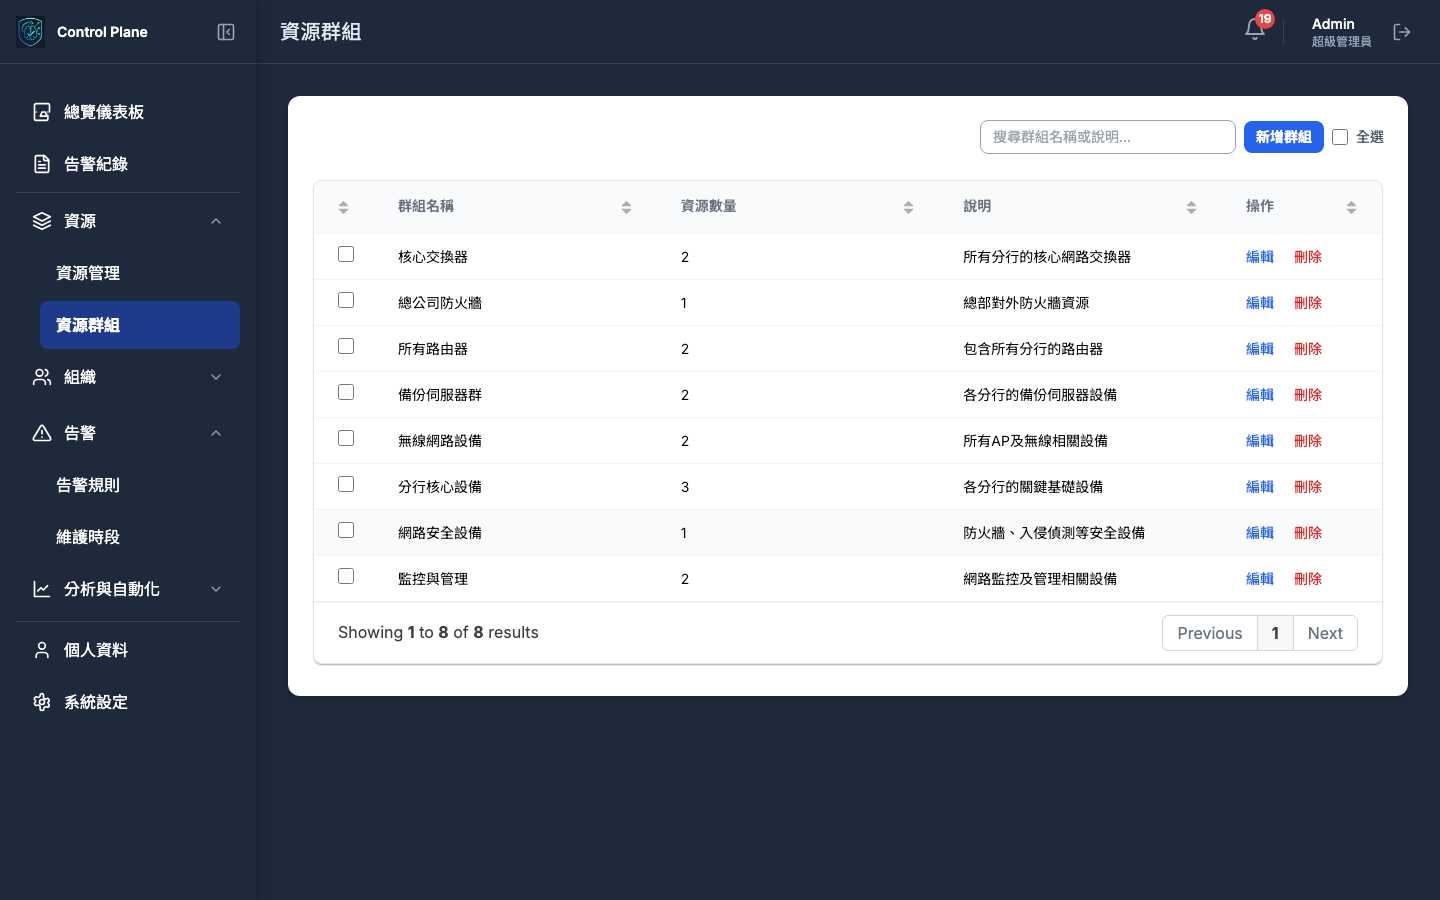 Control Plane
資源群組
19
Admin
超級管理員
總覽儀表板
告警紀錄
資源
資源管理
資源群組
組織
告警
告警規則
維護時段
分析與自動化
個人資料
系統設定
搜尋群組名稱或說明...
新增群組
全選
群組名稱 資源數量 說明 操作
核心交換器 2 所有分行的核心網路交換器 編輯 刪除
總公司防火牆 1 總部對外防火牆資源 編輯 刪除
所有路由器 2 包含所有分行的路由器 編輯 刪除
備份伺服器群 2 各分行的備份伺服器設備 編輯 刪除
無線網路設備 2 所有AP及無線相關設備 編輯 刪除
分行核心設備 3 各分行的關鍵基礎設備 編輯 刪除
網路安全設備 1 防火牆、入侵偵測等安全設備 編輯 刪除
監控與管理 2 網路監控及管理相關設備 編輯 刪除
Showing 1 to 8 of 8 results
Previous 1 Next